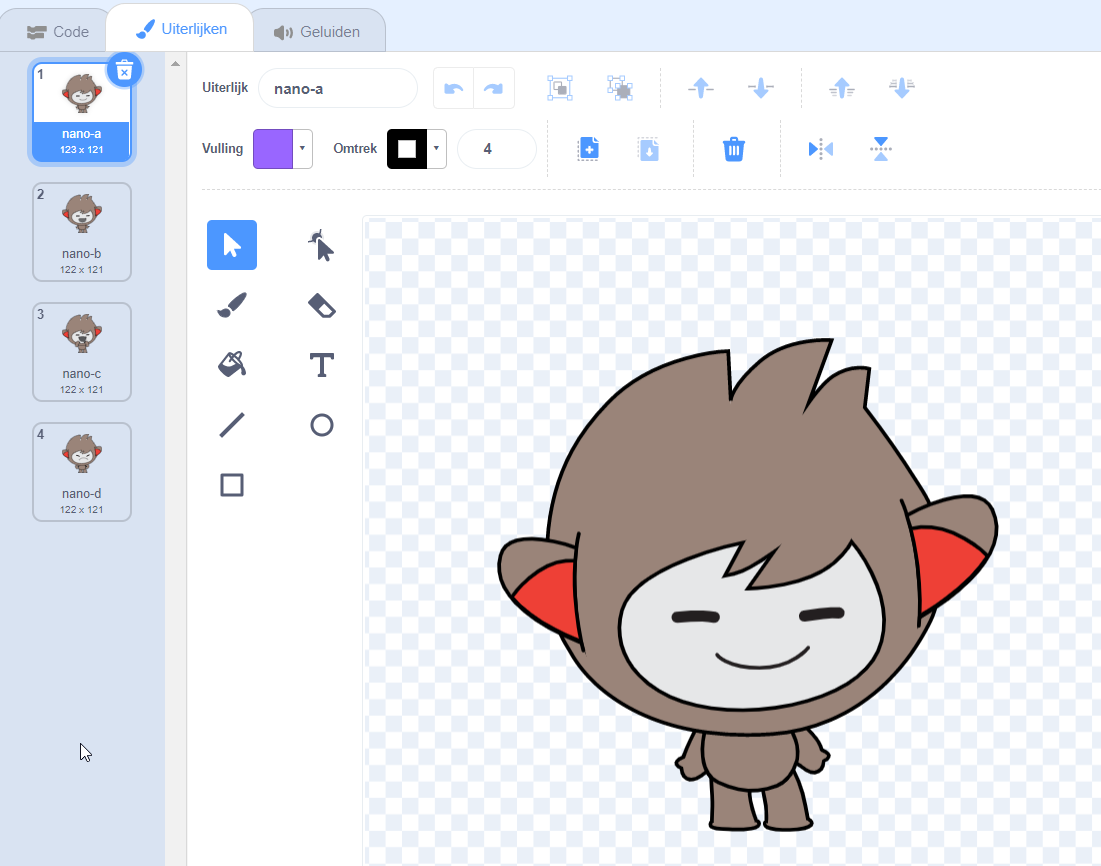 Code
Uiterlijken
Geluiden
1
nano-a
123 x 121
2
nano-b
122 x 121
3
nano-c
122 x 121
4
nano-d
122 x 121
Uiterlijk
nano-a
Vulling
Omtrek
4